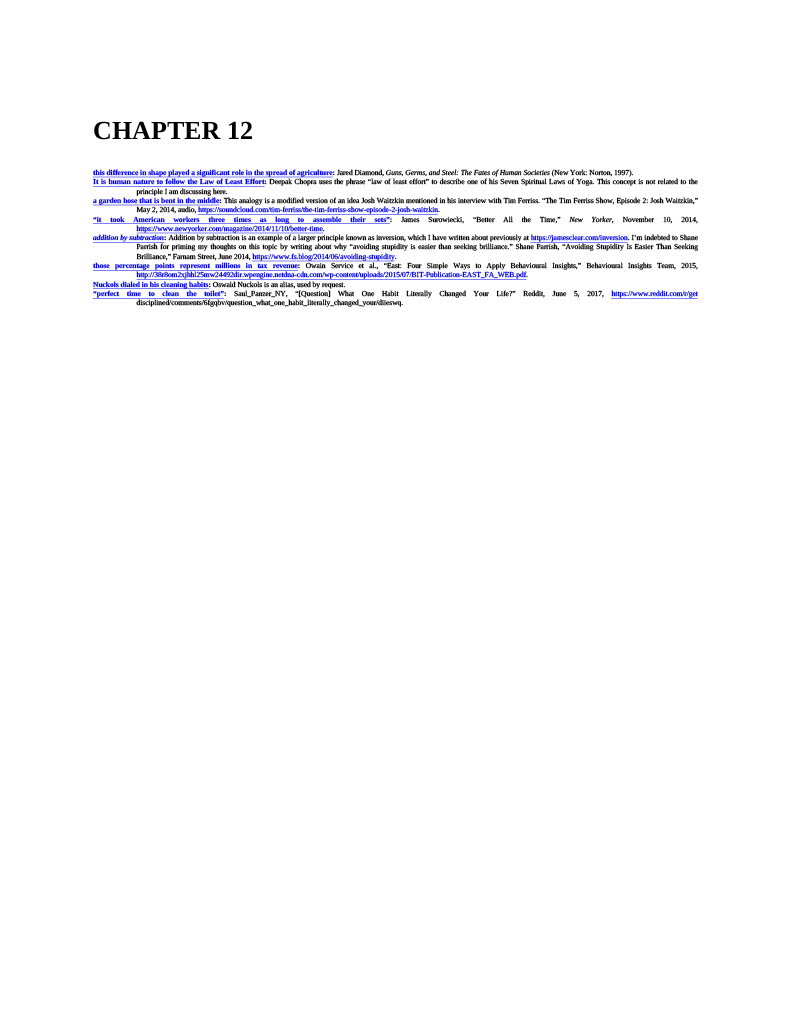 CHAPTER 12
this difference in shape played a significant role in the spread of agriculture: Jared Diamond, Guns, Germs, and Steel: The Fates of Human Societies (New York: Norton, 1997).
It is human nature to follow the Law of Least Effort: Deepak Chopra uses the phrase “law of least effort” to describe one of his Seven Spiritual Laws of Yoga. This concept is not related to the
principle I am discussing here.
a garden hose that is bent in the middle: This analogy is a modified version of an idea Josh Waitzkin mentioned in his interview with Tim Ferriss. “The Tim Ferriss Show, Episode 2: Josh Waitzkin,”
May 2, 2014, audio, https://soundcloud.com/tim-ferriss/the-tim-ferriss-show-episode-2-josh-waitzkin.
“it took American workers three times as long to assemble their sets”: James Surowiecki, “Better All the Time,” New Yorker, November 10, 2014,
https://www.newyorker.com/magazine/2014/11/10/better-time.
addition by subtraction: Addition by subtraction is an example of a larger principle known as inversion, which I have written about previously at https://jamesclear.com/inversion. I’m indebted to Shane
Parrish for priming my thoughts on this topic by writing about why “avoiding stupidity is easier than seeking brilliance.” Shane Parrish, “Avoiding Stupidity Is Easier Than Seeking
Brilliance,” Farnam Street, June 2014, https://www.fs.blog/2014/06/avoiding-stupidity.
those percentage points represent millions in tax revenue: Owain Service et al., “East: Four Simple Ways to Apply Behavioural Insights,” Behavioural Insights Team, 2015,
http://38r8om2xjhhl25mw24492dir.wpengine.netdna-cdn.com/wp-content/uploads/2015/07/BIT-Publication-EAST_FA_WEB.pdf.
Nuckols dialed in his cleaning habits: Oswald Nuckols is an alias, used by request.
“perfect time to clean the toilet”: Saul_Panzer_NY, “[Question] What One Habit Literally Changed Your Life?” Reddit, June 5, 2017, https://www.reddit.com/r/get
disciplined/comments/6fgqbv/question_what_one_habit_literally_changed_your/diieswq.